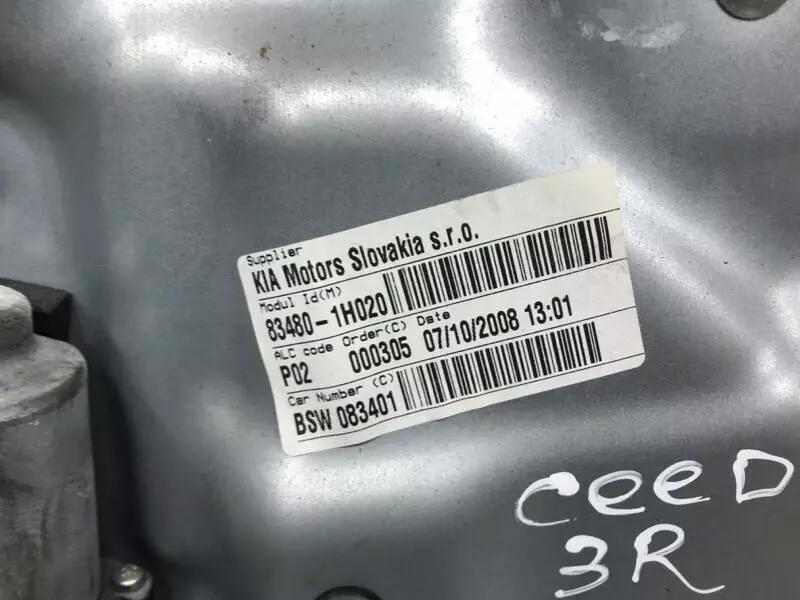 Supplier
KIA Motors Slovakia s.r.o.
Modul Id(M)
83480-1H020
ALC code Order(C) Date
P02 000305 07/10/2008 13:01
Car Number (C)
BSW 083401
CEED
3R